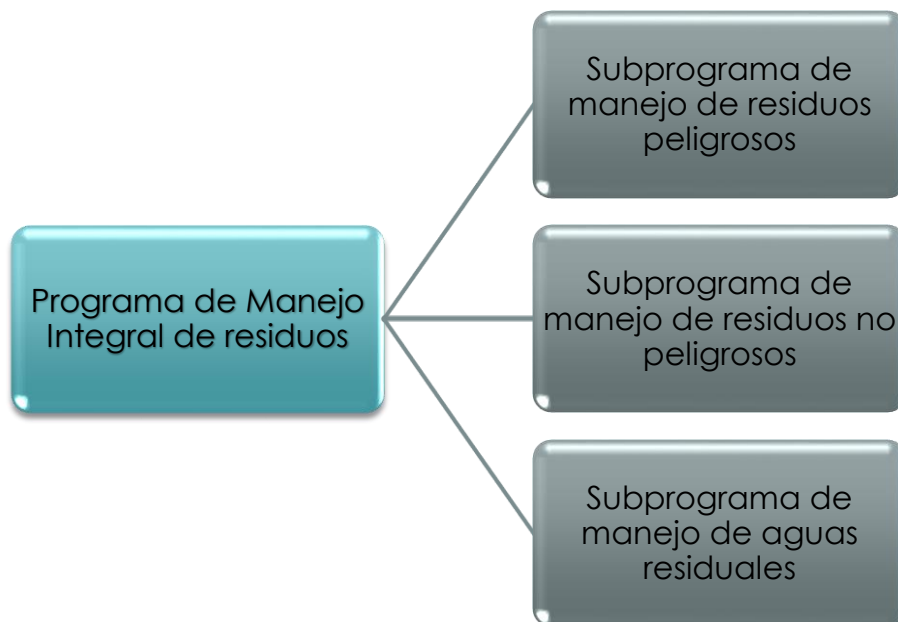 Subprograma de
manejo de residuos
peligrosos
Programa de Manejo
Integral de residuos
Subprograma de
manejo de residuos no
peligrosos
Subprograma de
manejo de aguas
residuales